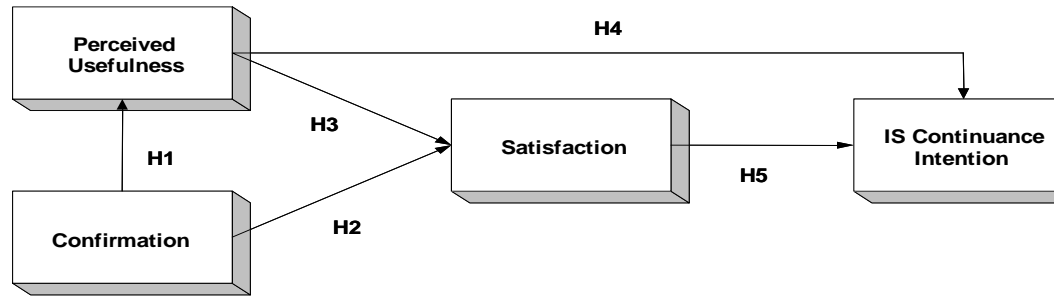 H4
Perceived
Usefulness
H3
Satisfaction
IS Continuance
Intention
H1
H5
Confirmation
H2